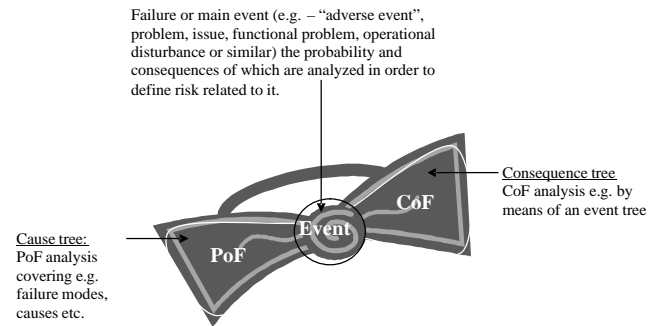 Failure or main event (e.g. – “adverse event”,
problem, issue, functional problem, operational
disturbance or similar) the probability and
consequences of which are analyzed in order to
define risk related to it.
Consequence tree
CoF analysis e.g. by
means of an event tree
CoF
Event
PoF
Cause tree:
PoF analysis
covering e.g.
failure modes,
causes etc.